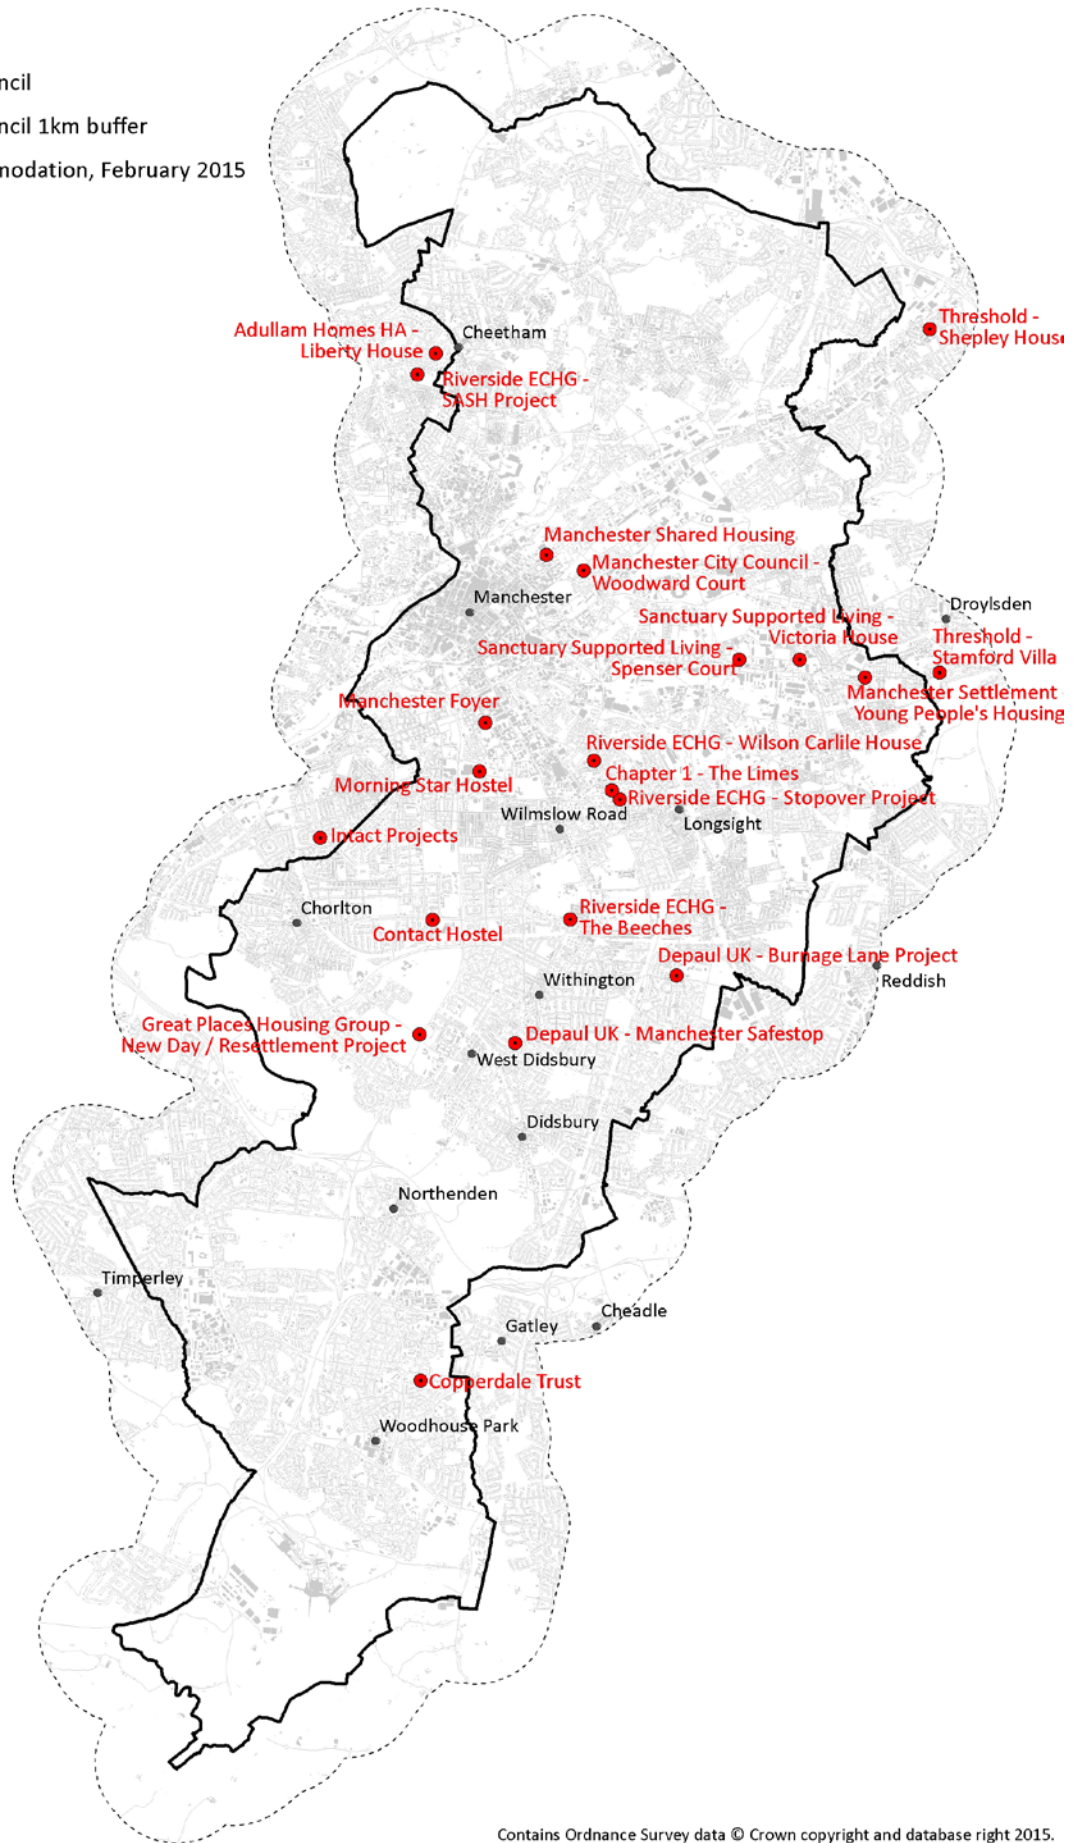 ncil
ncil 1km buffer
modation, February 2015
Threshold -
Shepley House
Adullam Homes HA -
Liberty House
Cheetham
Riverside ECHG -
SASH Project
Manchester Shared Housing
Manchester City Council -
Woodward Court
Manchester
Droylsden
Sanctuary Supported Living -
Victoria House
Threshold -
Stamford Villa
Sanctuary Supported Living -
Spenser Court
Manchester Settlement
Young People's Housing
Manchester Foyer
Riverside ECHG - Wilson Carlile House
Chapter 1 - The Limes
Morning Star Hostel
Riverside ECHG - Stopover Project
Wilmslow Road
Longsight
Intact Projects
Chorlton
Riverside ECHG -
The Beeches
Contact Hostel
Depaul UK - Burnage Lane Project
Withington
Reddish
Great Places Housing Group -
New Day / Resettlement Project
Depaul UK - Manchester Safestop
West Didsbury
Didsbury
Northenden
Timperley
Cheadle
Gatley
Copperdale Trust
Woodhouse Park
Contains Ordnance Survey data © Crown copyright and database right 2015.